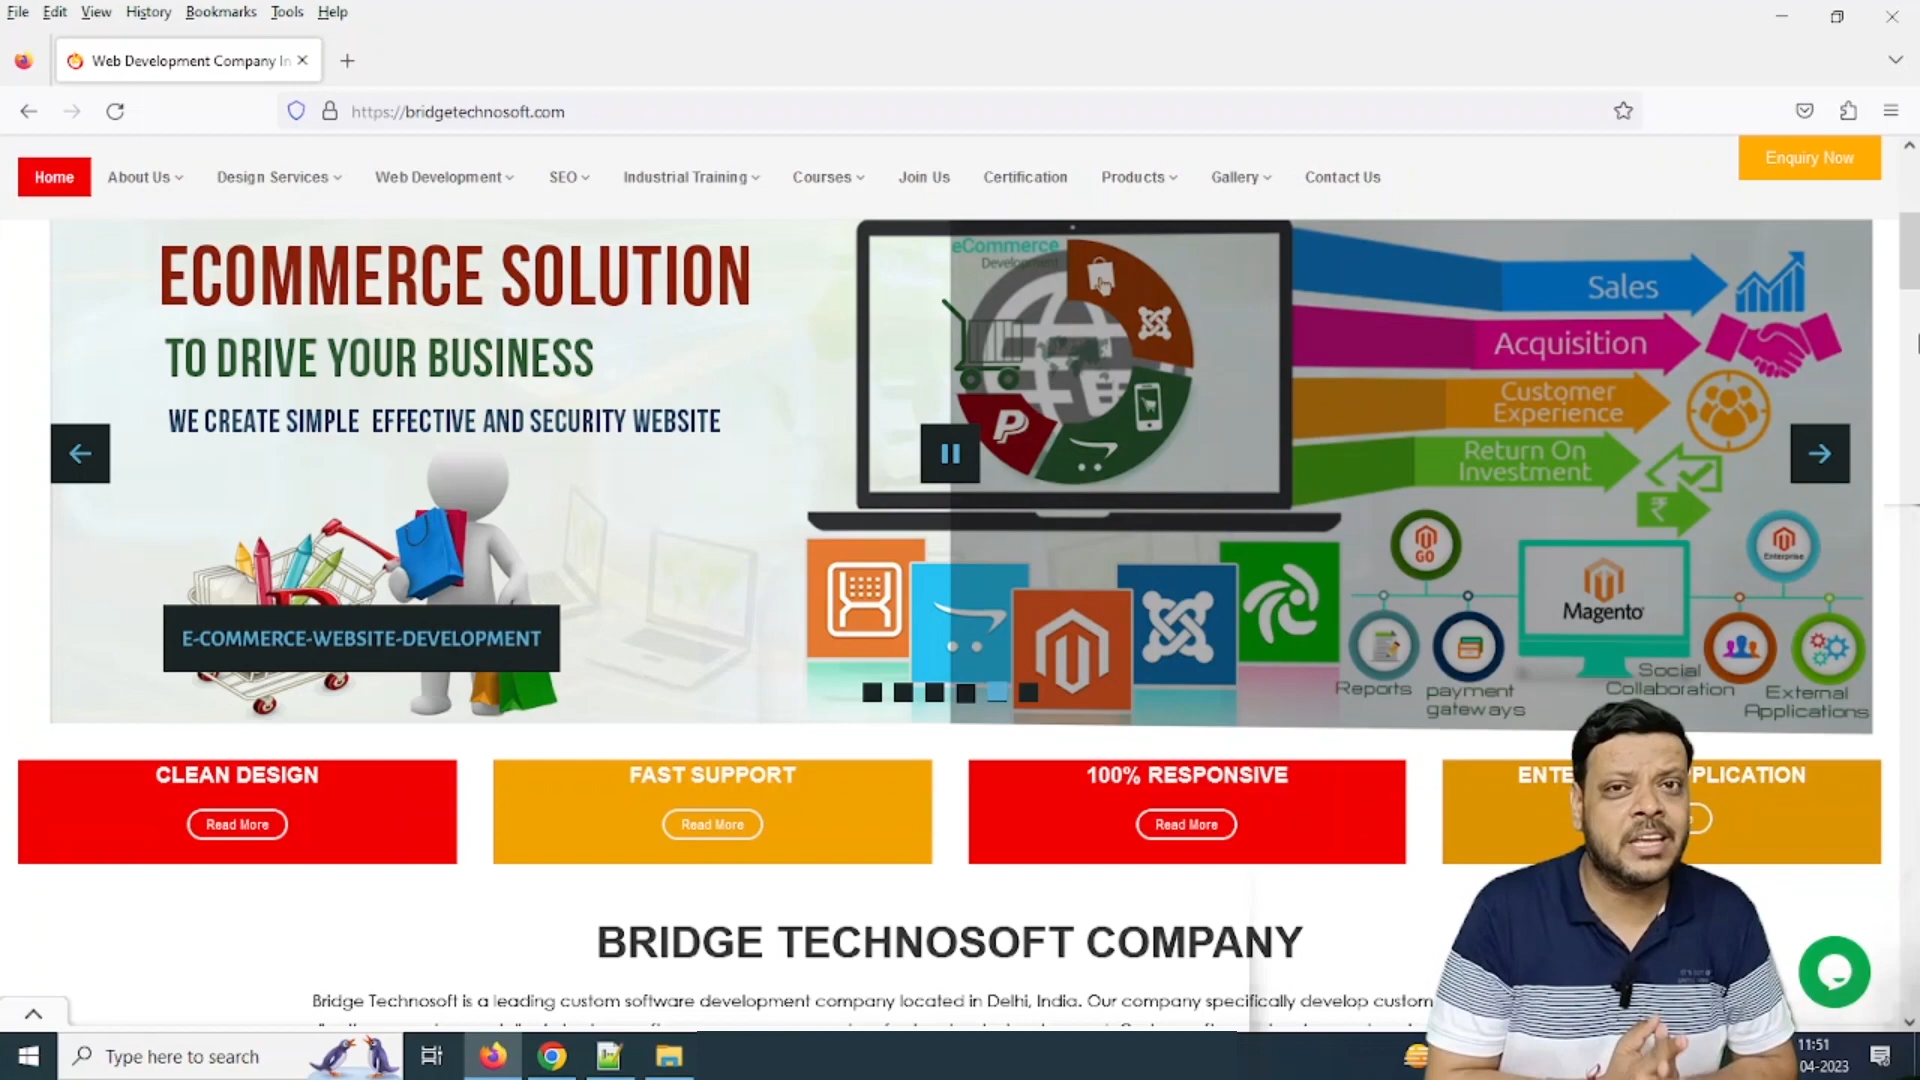 File Edit View History Bookmarks Tools Help
Web Development Company In
https://bridgetechnosoft.com
Enquiry Now
Home About Us Design Services Web Development SEO Industrial Training Courses Join Us Certification Products Gallery Contact Us
ECOMMERCE SOLUTION
TO DRIVE YOUR BUSINESS
WE CREATE SIMPLE EFFECTIVE AND SECURITY WEBSITE
E-COMMERCE-WEBSITE-DEVELOPMENT
eCommerce
Development
Sales
Acquisition
Customer
Experience
Return On
Investment
GO
Enterprise
Magento
Reports
payment
gateways
Social
Collaboration
External
Applications
CLEAN DESIGN
Read More
FAST SUPPORT
Read More
100% RESPONSIVE
Read More
BRIDGE TECHNOSOFT COMPANY
Bridge Technosoft is a leading custom software development company located in Delhi, India. Our company specifically develop custom
Type here to search
11:51
04-2023